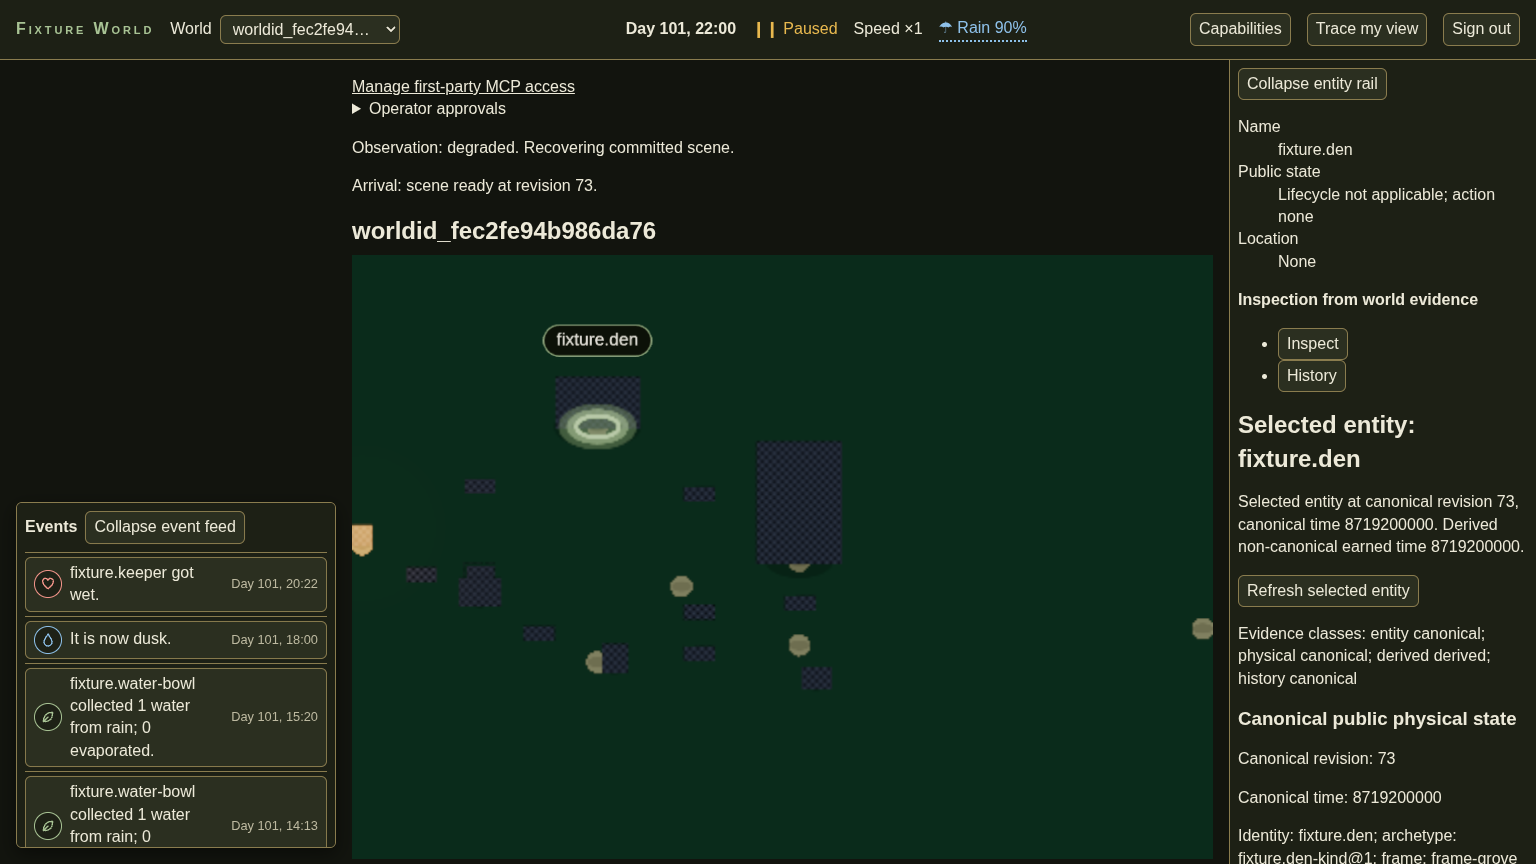 Fixture World
World
worldid_fec2fe94…
Day 101, 22:00
❙❙ Paused
Speed ×1
☂ Rain 90%
Capabilities
Trace my view
Sign out
Manage first-party MCP access
▶ Operator approvals
Observation: degraded. Recovering committed scene.
Arrival: scene ready at revision 73.
worldid_fec2fe94b986da76
fixture.den
Events
Collapse event feed
fixture.keeper got
wet.
Day 101, 20:22
It is now dusk.
Day 101, 18:00
fixture.water-bowl
collected 1 water
from rain; 0
evaporated.
Day 101, 15:20
fixture.water-bowl
collected 1 water
from rain; 0
Day 101, 14:13
Collapse entity rail
Name
fixture.den
Public state
Lifecycle not applicable; action
none
Location
None
Inspection from world evidence
• Inspect
• History
Selected entity:
fixture.den
Selected entity at canonical revision 73,
canonical time 8719200000. Derived
non-canonical earned time 8719200000.
Refresh selected entity
Evidence classes: entity canonical;
physical canonical; derived derived;
history canonical
Canonical public physical state
Canonical revision: 73
Canonical time: 8719200000
Identity: fixture.den; archetype:
fixture.den-kind@1; frame: frame-grove